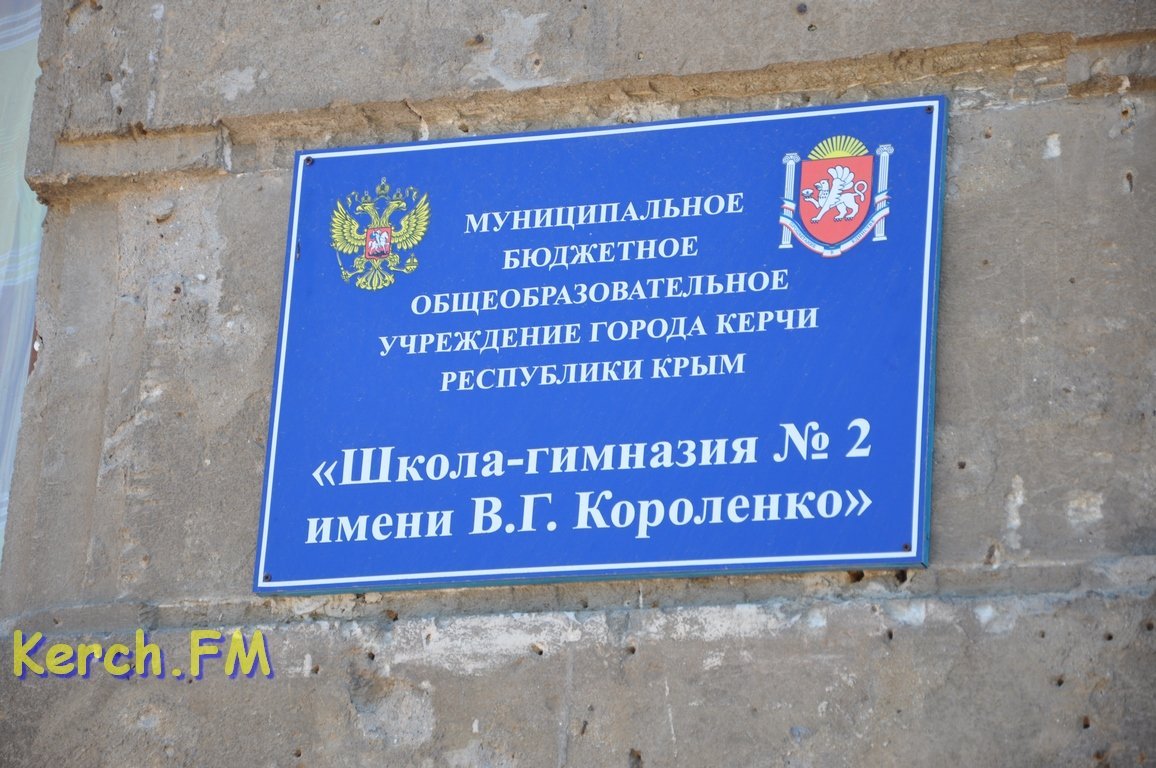 МУНИЦИПАЛЬНОЕ
БЮДЖЕТНОЕ
ОБЩЕОБРАЗОВАТЕЛЬНОЕ
УЧРЕЖДЕНИЕ ГОРОДА КЕРЧИ
РЕСПУБЛИКИ КРЫМ
«Школа-гимназия № 2
имени В.Г. Короленко»
Kerch.FM